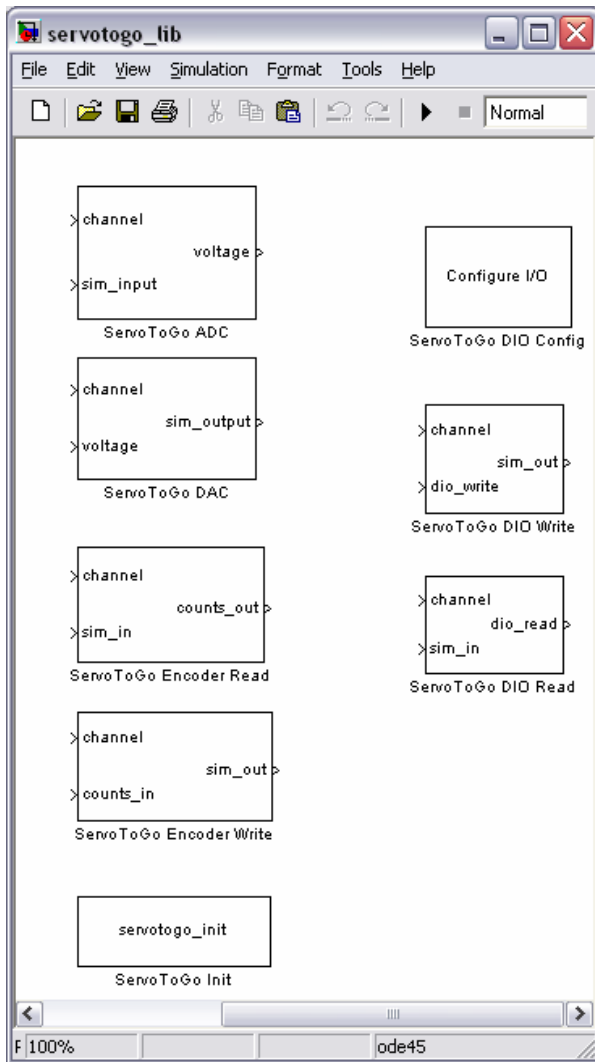 servotogo_lib
File Edit View Simulation Format Tools Help
Normal
channel
voltage
sim_input
ServoToGo ADC
Configure I/O
ServoToGo DIO Config
channel
sim_output
voltage
ServoToGo DAC
channel
sim_out
dio_write
ServoToGo DIO Write
channel
counts_out
sim_in
ServoToGo Encoder Read
channel
dio_read
sim_in
ServoToGo DIO Read
channel
sim_out
counts_in
ServoToGo Encoder Write
servotogo_init
ServoToGo Init
F 100% ode45